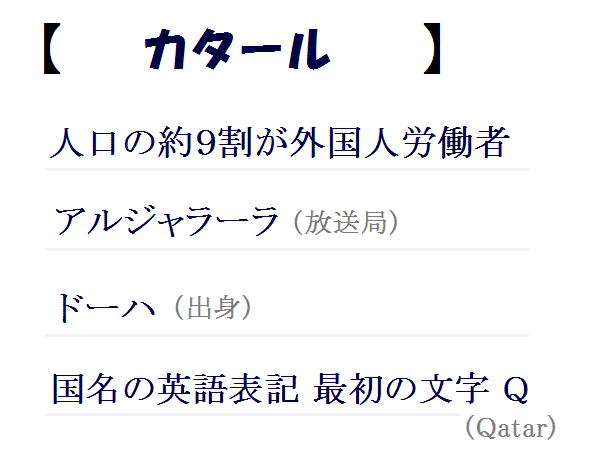 【 カタール 】
人口の約9割が外国人労働者
アルジャラーラ（放送局）
ドーハ（出身）
国名の英語表記 最初の文字 Q
（Qatar）